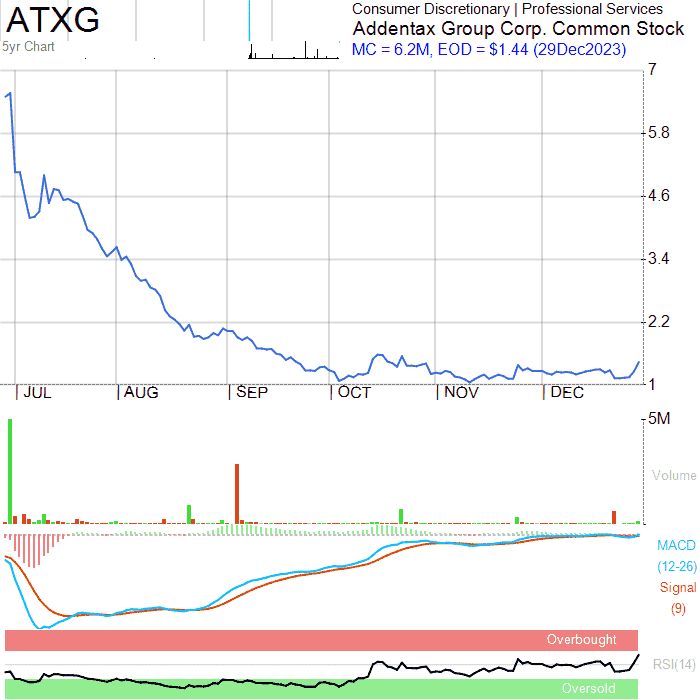 ATXG
5yr Chart
Consumer Discretionary | Professional Services
Addentax Group Corp. Common Stock
MC = 6.2M, EOD = $1.44 (29Dec2023)
7
5.8
4.6
3.4
2.2
1
JUL AUG SEP OCT NOV DEC
5M
Volume
MACD
(12-26)
Signal
(9)
Overbought
RSI(14)
Oversold